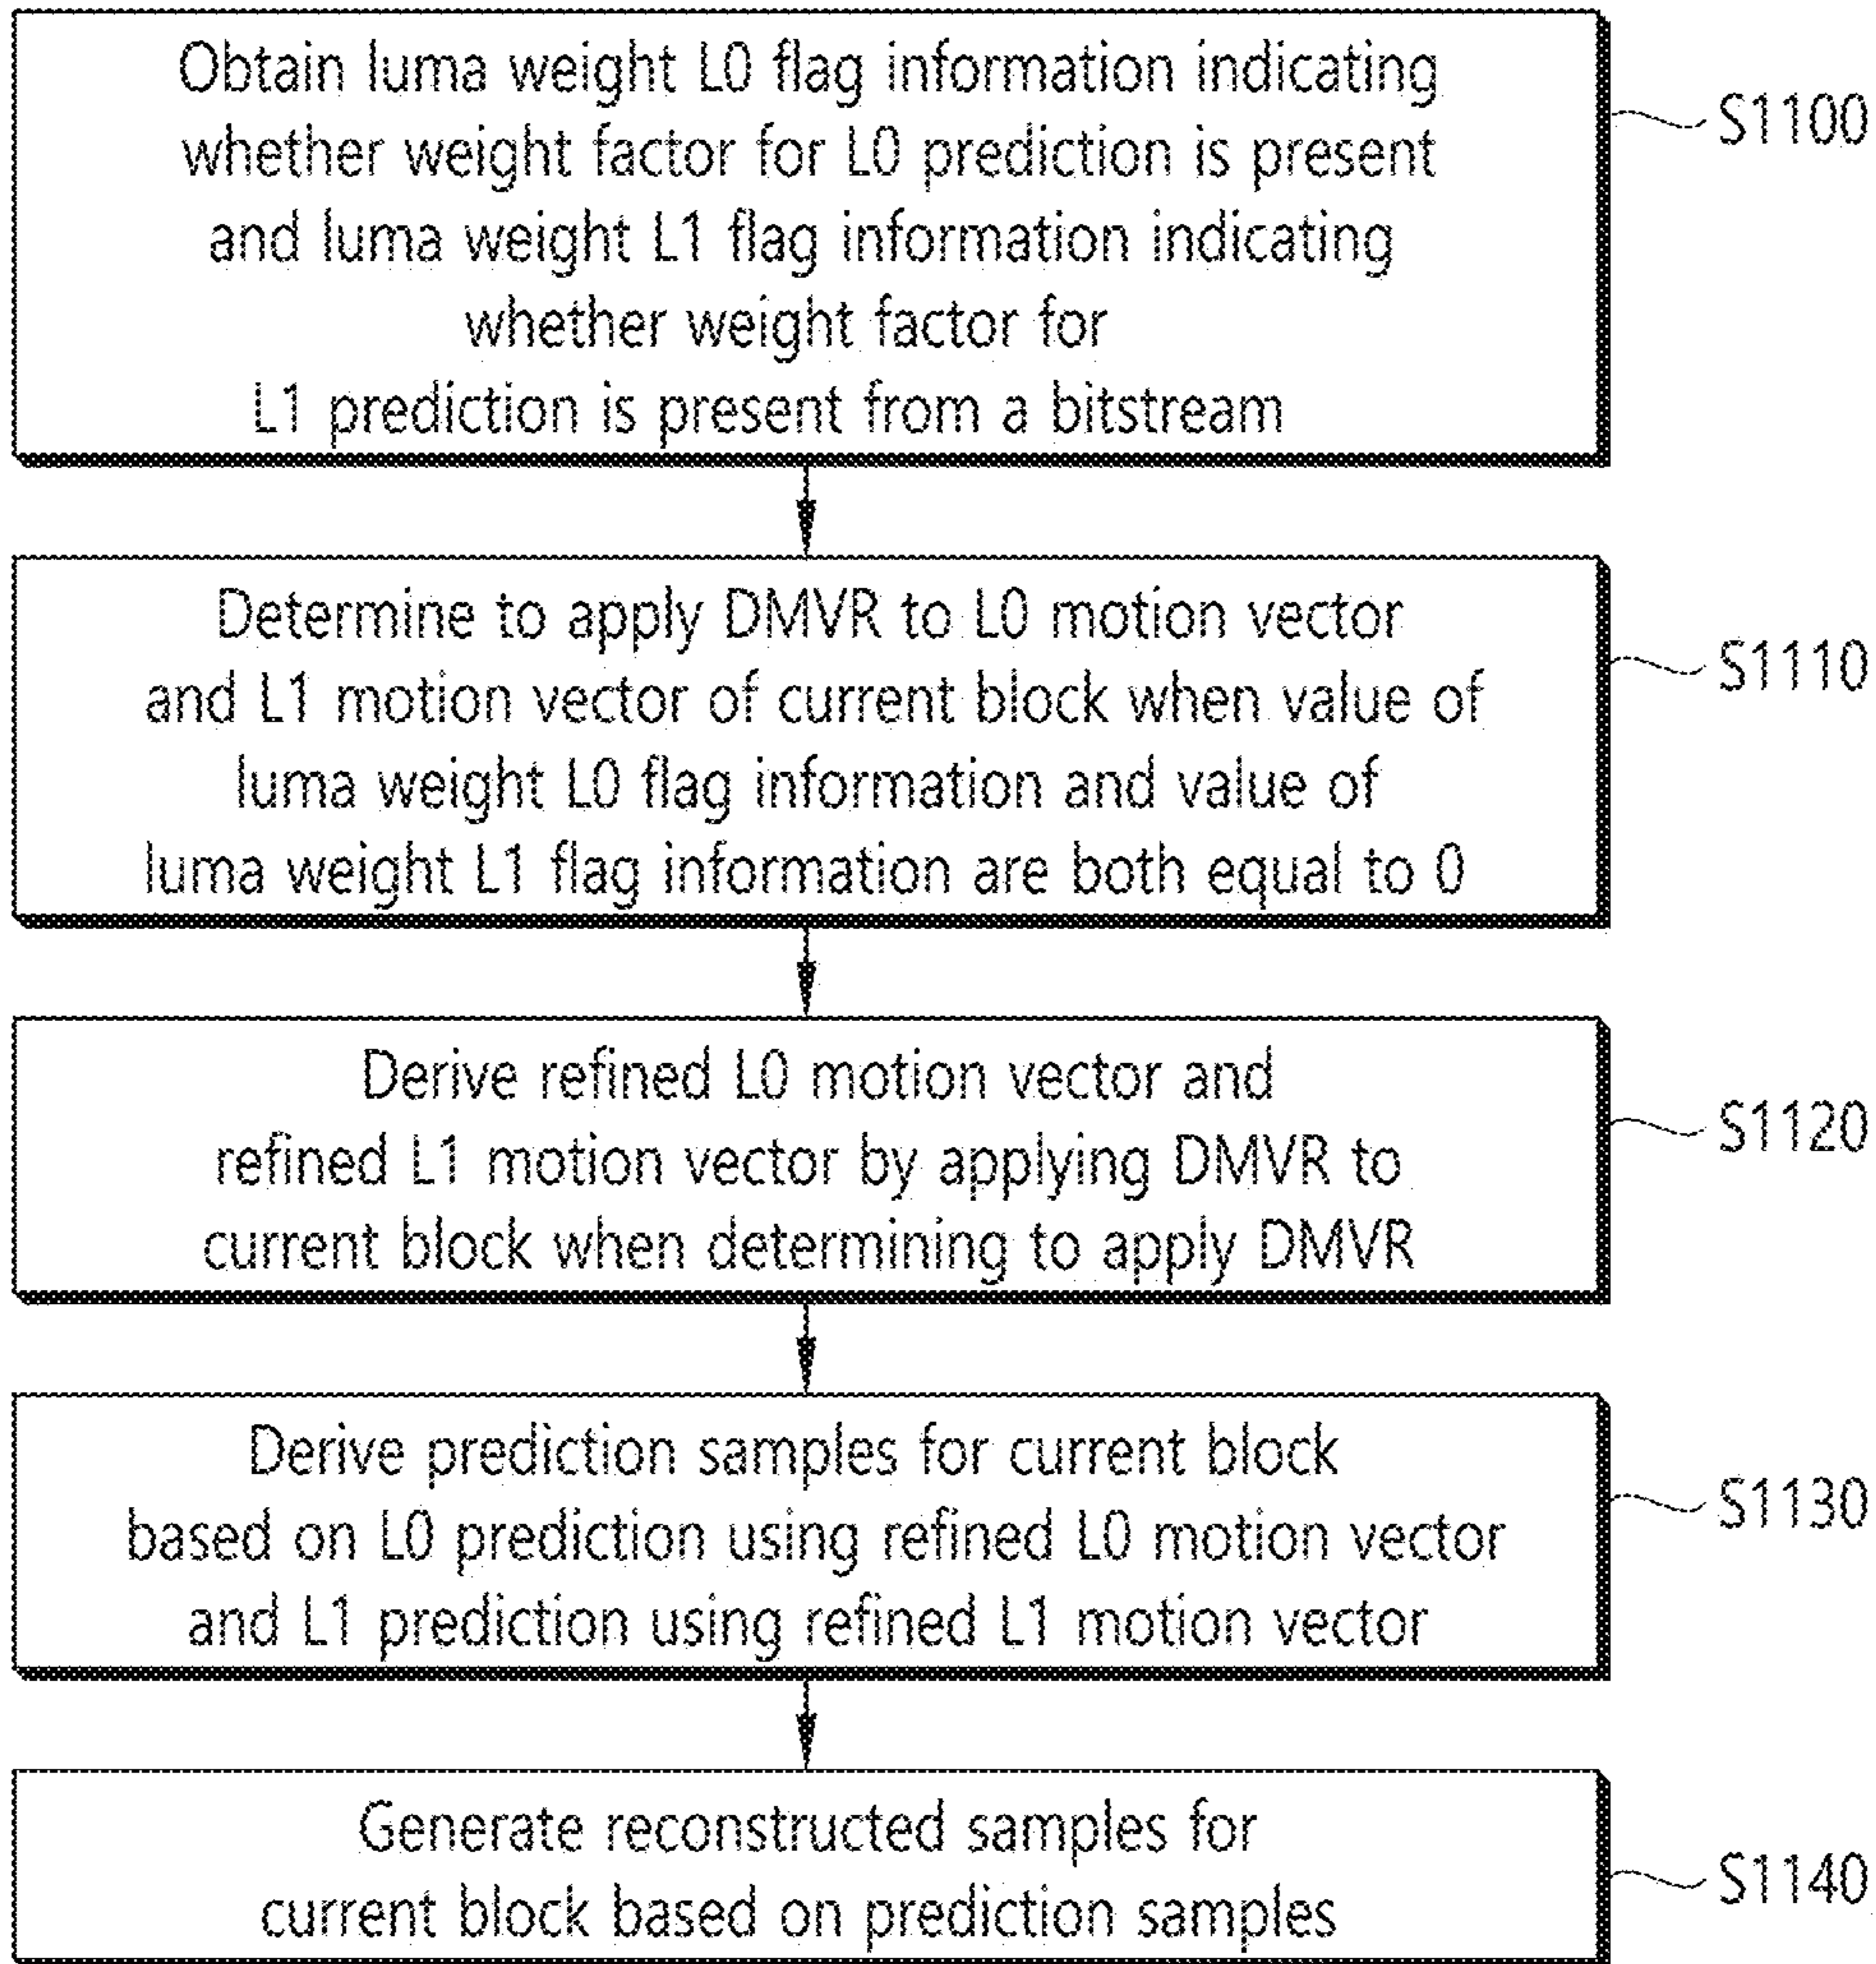 Obtain luma weight L0 flag information indicating
whether weight factor for L0 prediction is present
and luma weight L1 flag information indicating
whether weight factor for
L1 prediction is present from a bitstream
S1100
Determine to apply DMVR to L0 motion vector
and L1 motion vector of current block when value of
luma weight L0 flag information and value of
luma weight L1 flag information are both equal to 0
S1110
Derive refined L0 motion vector and
refined L1 motion vector by applying DMVR to
current block when determining to apply DMVR
S1120
Derive prediction samples for current block
based on L0 prediction using refined L0 motion vector
and L1 prediction using refined L1 motion vector
S1130
Generate reconstructed samples for
current block based on prediction samples
S1140